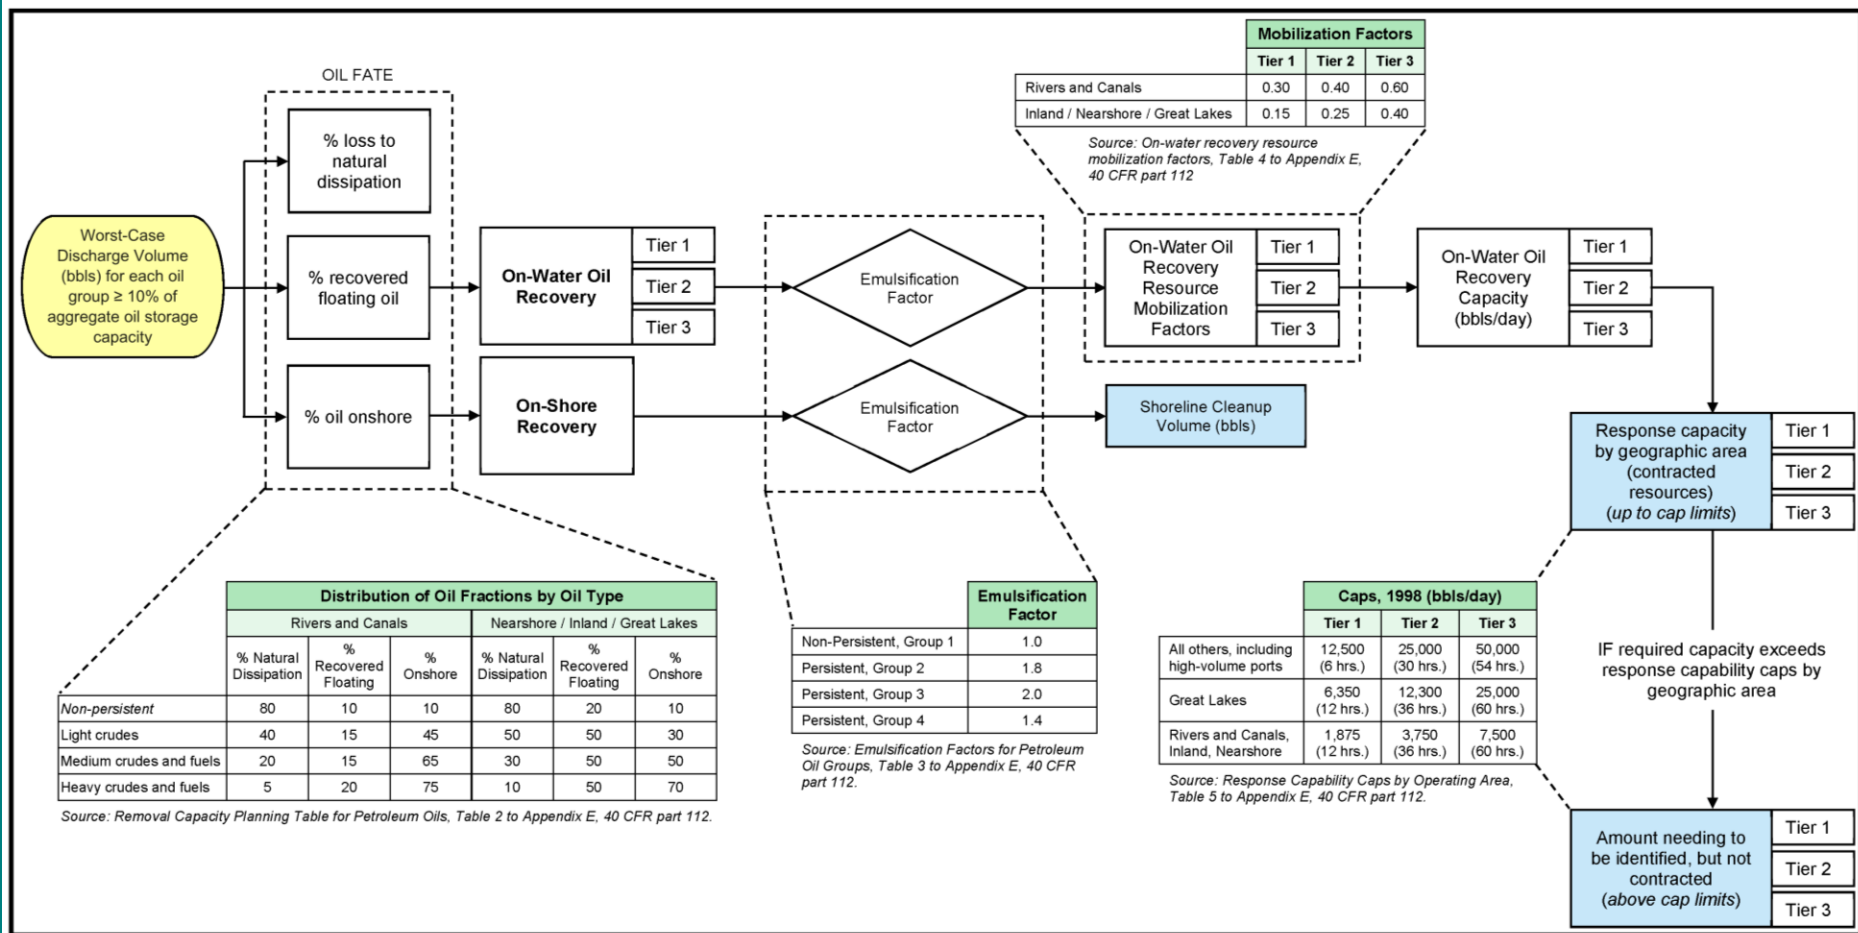 OIL FATE
% loss to
natural
dissipation
Worst-Case
Discharge Volume
(bbls) for each oil
group ≥ 10% of
aggregate oil storage
capacity
% recovered
floating oil
% oil onshore
On-Water Oil
Recovery
Tier 1
Tier 2
Tier 3
On-Shore
Recovery
Emulsification
Factor
Emulsification
Factor
Mobilization Factors
Tier 1 Tier 2 Tier 3
Rivers and Canals 0.30 0.40 0.60
Inland / Nearshore / Great Lakes 0.15 0.25 0.40
Source: On-water recovery resource
mobilization factors, Table 4 to Appendix E,
40 CFR part 112
On-Water Oil
Recovery
Resource
Mobilization
Factors
Tier 1
Tier 2
Tier 3
On-Water Oil
Recovery
Capacity
(bbls/day)
Tier 1
Tier 2
Tier 3
Shoreline Cleanup
Volume (bbls)
Response capacity
by geographic area
(contracted
resources)
(up to cap limits)
Tier 1
Tier 2
Tier 3
Distribution of Oil Fractions by Oil Type
Rivers and Canals Nearshore / Inland / Great Lakes
% Natural
Dissipation
%
Recovered
Floating
%
Onshore
% Natural
Dissipation
%
Recovered
Floating
%
Onshore
Non-persistent 80 10 10 80 20 10
Light crudes 40 15 45 50 50 30
Medium crudes and fuels 20 15 65 30 50 50
Heavy crudes and fuels 5 20 75 10 50 70
Source: Removal Capacity Planning Table for Petroleum Oils, Table 2 to Appendix E, 40 CFR part 112.
Emulsification
Factor
Non-Persistent, Group 1 1.0
Persistent, Group 2 1.8
Persistent, Group 3 2.0
Persistent, Group 4 1.4
Source: Emulsification Factors for Petroleum
Oil Groups, Table 3 to Appendix E, 40 CFR
part 112.
Caps, 1998 (bbls/day)
Tier 1 Tier 2 Tier 3
All others, including 12,500 25,000 50,000
high-volume ports (6 hrs.) (30 hrs.) (54 hrs.)
Great Lakes
6,350 12,300 25,000
(12 hrs.) (36 hrs.) (60 hrs.)
Rivers and Canals, 1,875 3,750 7,500
Inland, Nearshore (12 hrs.) (36 hrs.) (60 hrs.)
Source: Response Capability Caps by Operating Area,
Table 5 to Appendix E, 40 CFR part 112.
IF required capacity exceeds
response capability caps by
geographic area
Amount needing to
be identified, but not
contracted
(above cap limits)
Tier 1
Tier 2
Tier 3